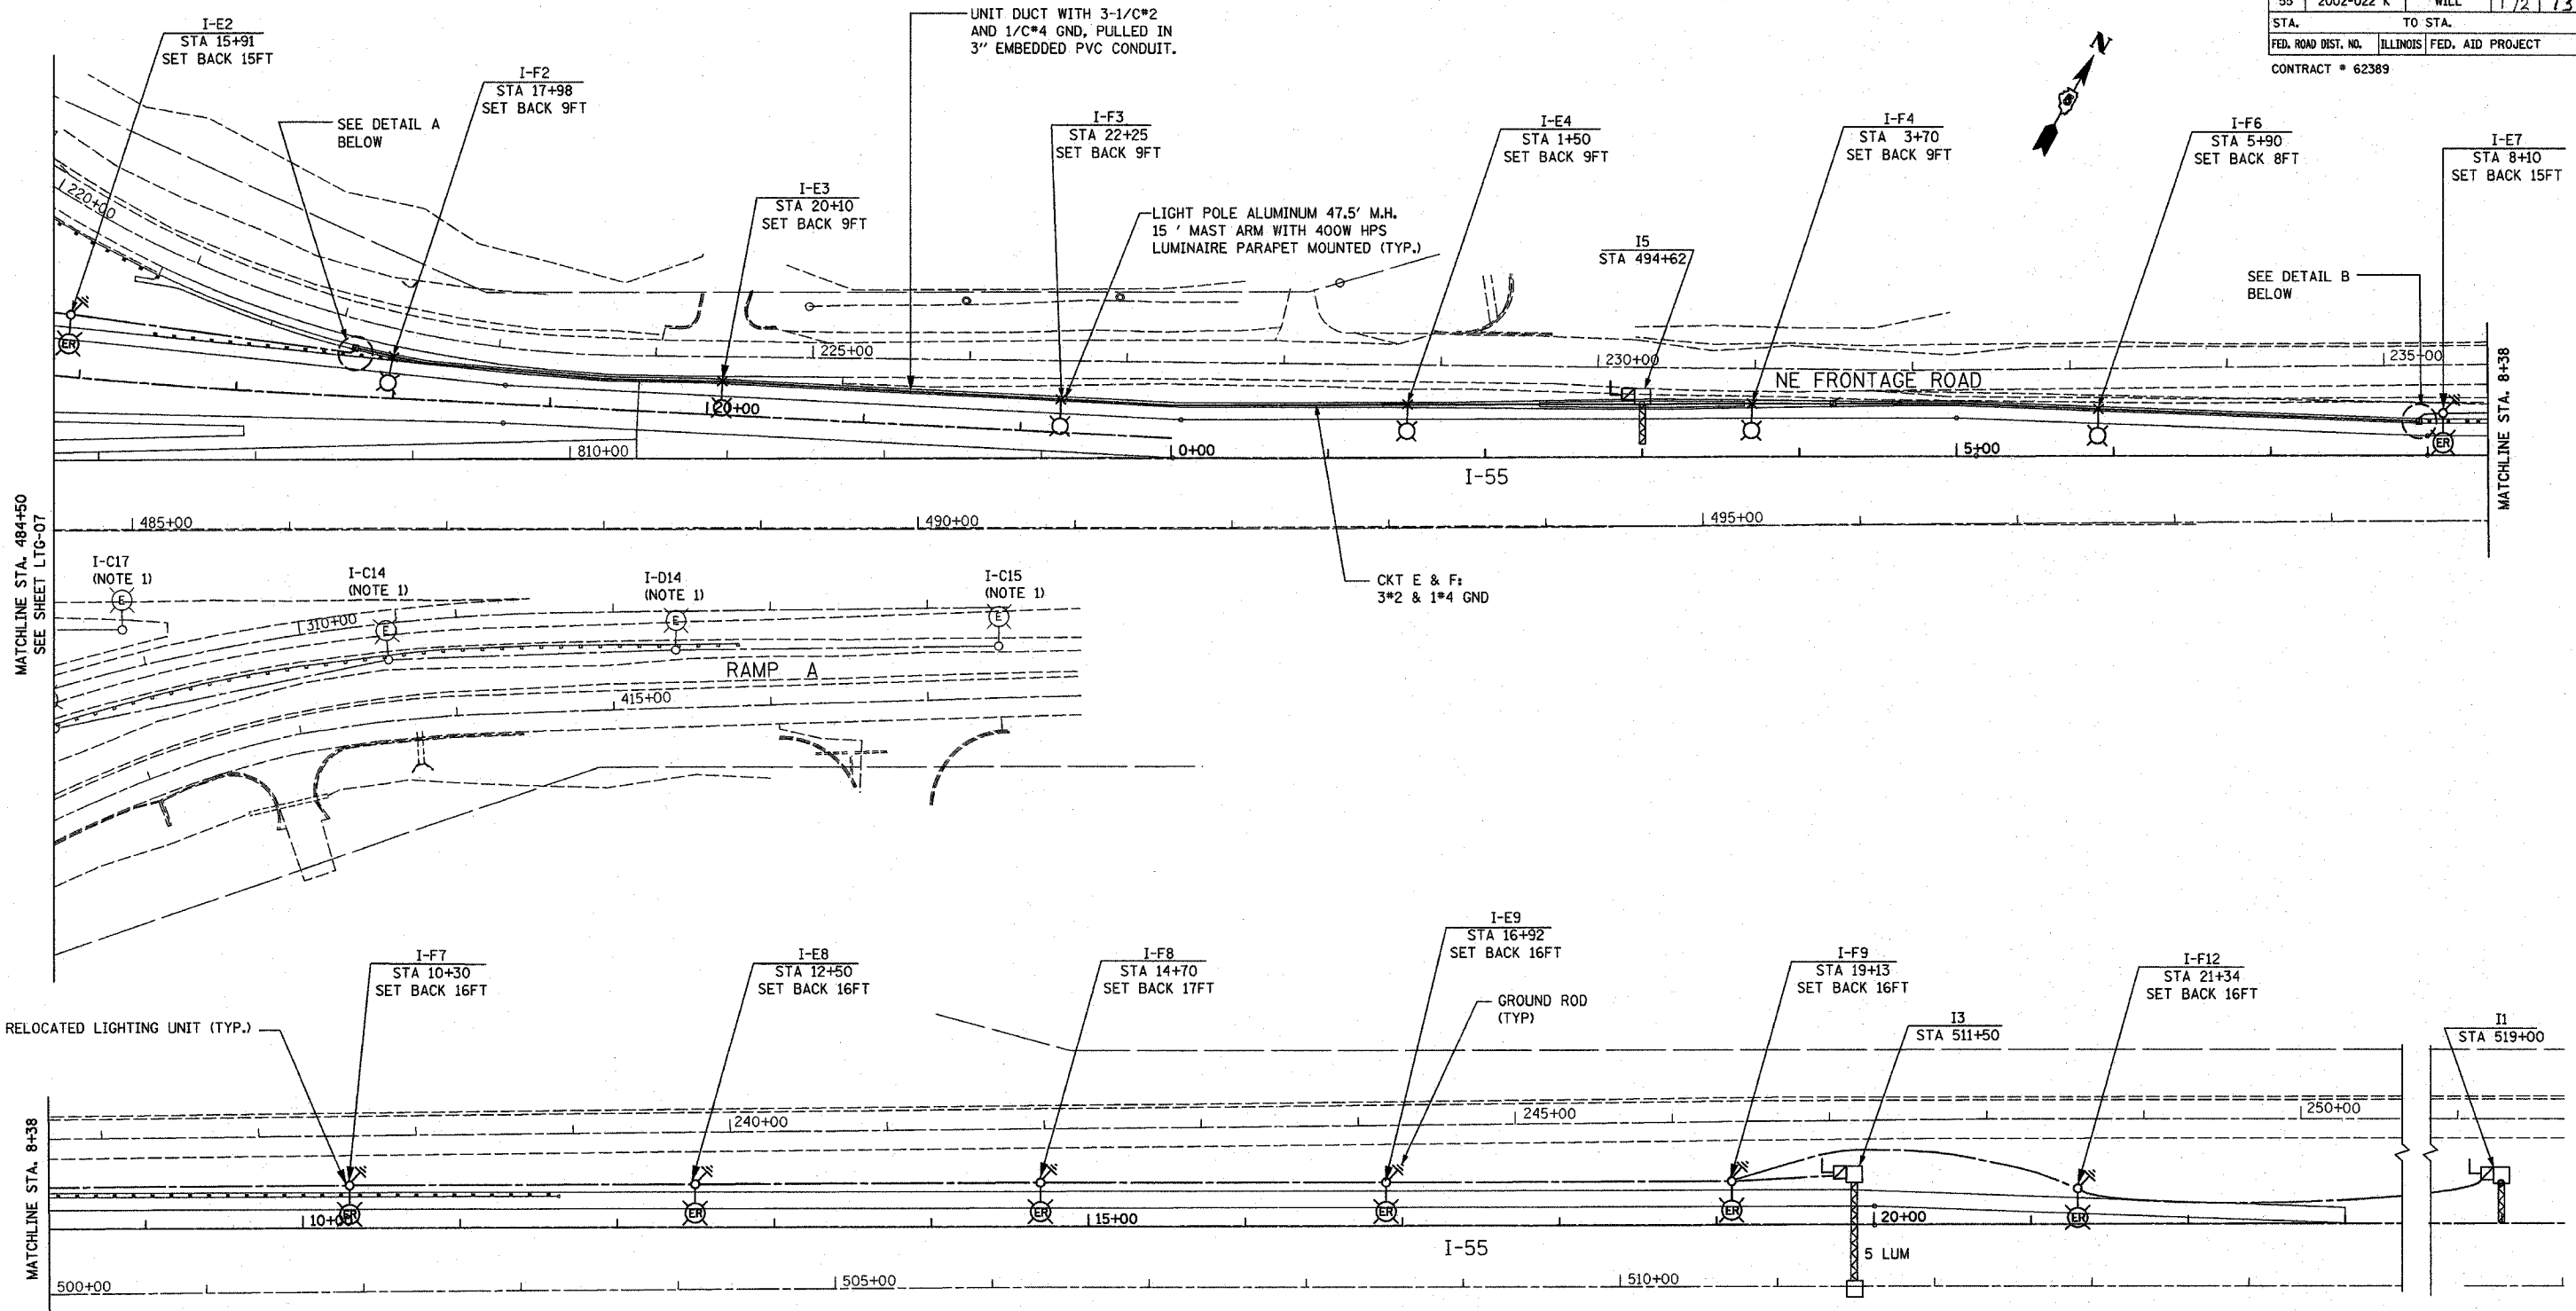 55 2002-022 K WILL 172
STA. TO STA.
FED. ROAD DIST. NO. ILLINOIS FED. AID PROJECT
CONTRACT # 62389
N
I-E2
STA 15+91
SET BACK 15FT
I-F2
STA 17+98
SET BACK 9FT
SEE DETAIL A
BELOW
UNIT DUCT WITH 3-1/C#2
AND 1/C#4 GND, PULLED IN
3" EMBEDDED PVC CONDUIT.
I-E3
STA 20+10
SET BACK 9FT
I-F3
STA 22+25
SET BACK 9FT
LIGHT POLE ALUMINUM 47.5' M.H.
15 ' MAST ARM WITH 400W HPS
LUMINAIRE PARAPET MOUNTED (TYP.)
I-E4
STA 1+50
SET BACK 9FT
I5
STA 494+62
I-F4
STA 3+70
SET BACK 9FT
I-F6
STA 5+90
SET BACK 8FT
I-E7
STA 8+10
SET BACK 15FT
SEE DETAIL B
BELOW
220+00
225+00
230+00
235+00
NE FRONTAGE ROAD
ER
ER
20+00
810+00
0+00
5+00
I-55
MATCHLINE STA. 8+38
485+00
490+00
495+00
MATCHLINE STA. 484+50
SEE SHEET LTG-07
CKT E & F:
3#2 & 1#4 GND
I-C17
(NOTE 1)
I-C14
(NOTE 1)
I-D14
(NOTE 1)
I-C15
(NOTE 1)
E
E
E
E
310+00
RAMP A
415+00
I-F7
STA 10+30
SET BACK 16FT
I-E8
STA 12+50
SET BACK 16FT
I-F8
STA 14+70
SET BACK 17FT
I-E9
STA 16+92
SET BACK 16FT
GROUND ROD
(TYP)
I-F9
STA 19+13
SET BACK 16FT
I-F12
STA 21+34
SET BACK 16FT
I3
STA 511+50
I1
STA 519+00
RELOCATED LIGHTING UNIT (TYP.)
MATCHLINE STA. 8+38
240+00
245+00
250+00
ER
ER
ER
ER
ER
ER
10+00
15+00
20+00
I-55
5 LUM
500+00
505+00
510+00